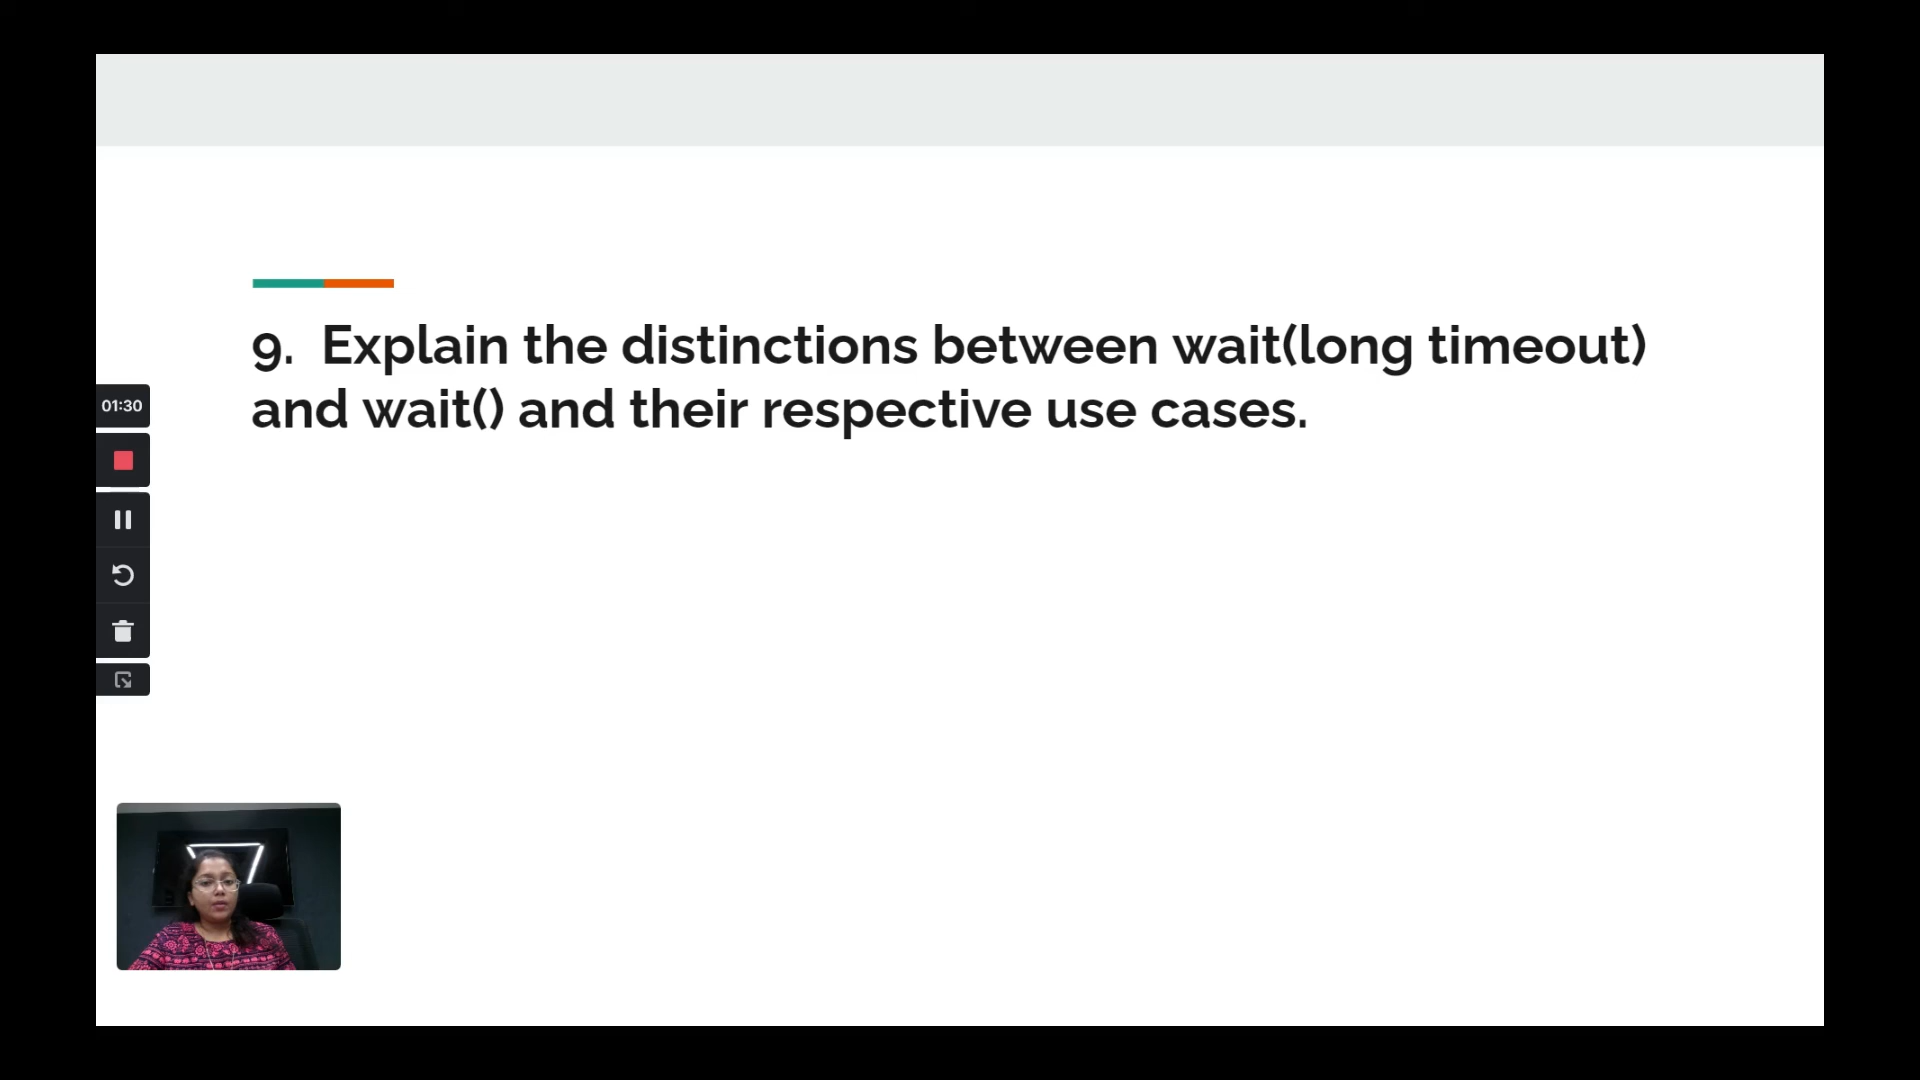 9. Explain the distinctions between wait(long timeout)
and wait() and their respective use cases.
01:30